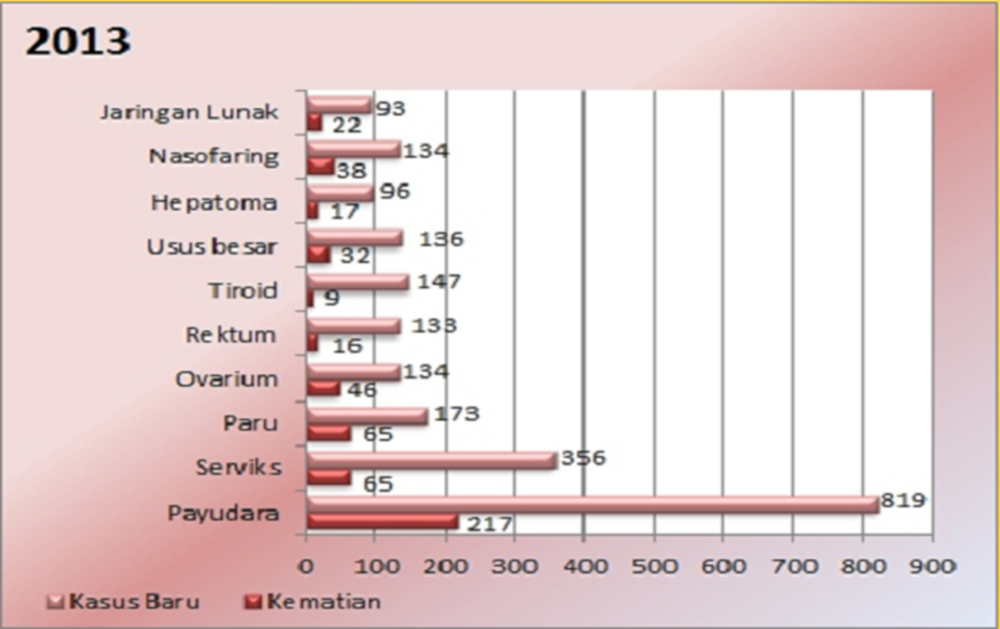 2013
Jaringan Lunak 93
22
Nasofaring 134
38
Hepatoma 96
17
Usus besar 136
32
Tiroid 147
9
Rektum 133
16
Ovarium 134
46
Paru 173
65
Serviks 356
65
Payudara 819
217
0 100 200 300 400 500 600 700 800 900
Kasus Baru Kematian